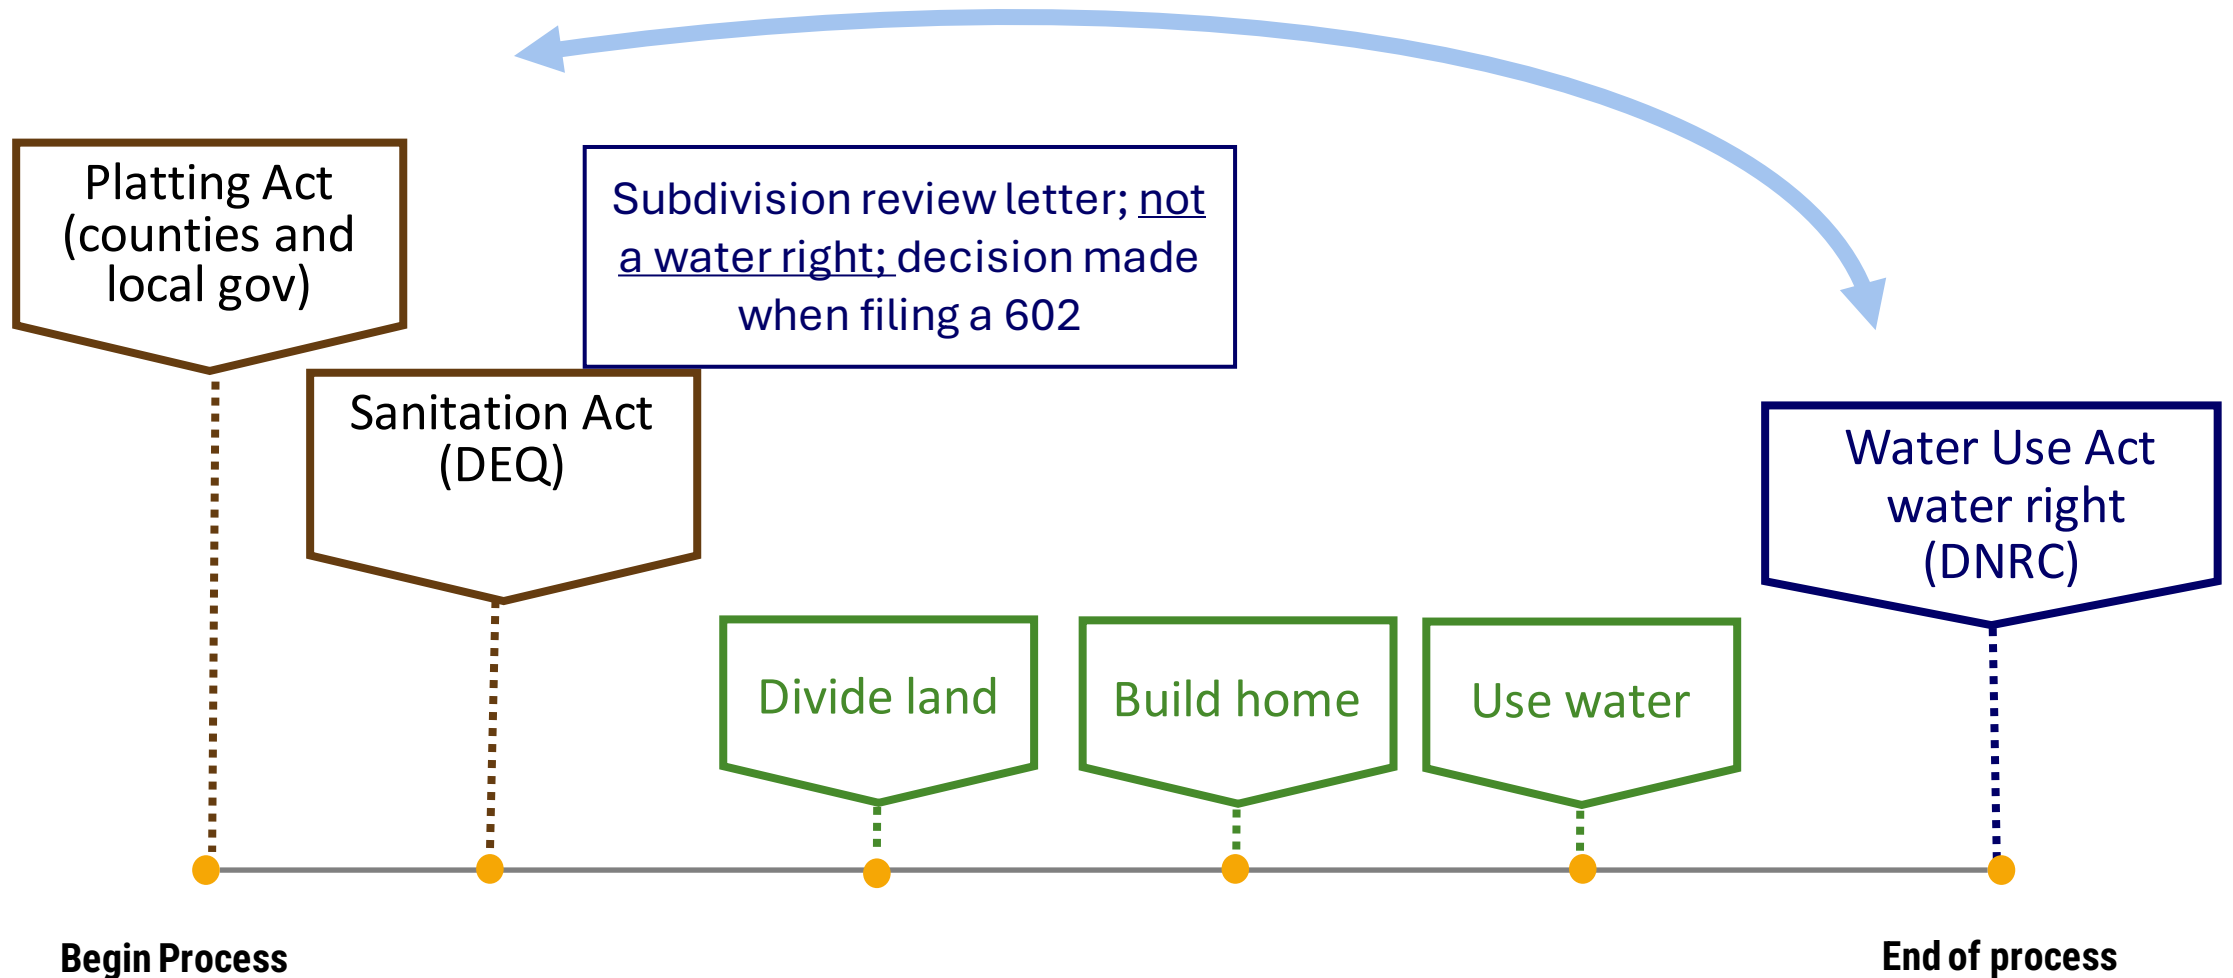 Platting Act
(counties and
local gov)
Subdivision review letter; not
a water right; decision made
when filing a 602
Sanitation Act
(DEQ)
Water Use Act
water right
(DNRC)
Divide land
Build home
Use water
Begin Process
End of process